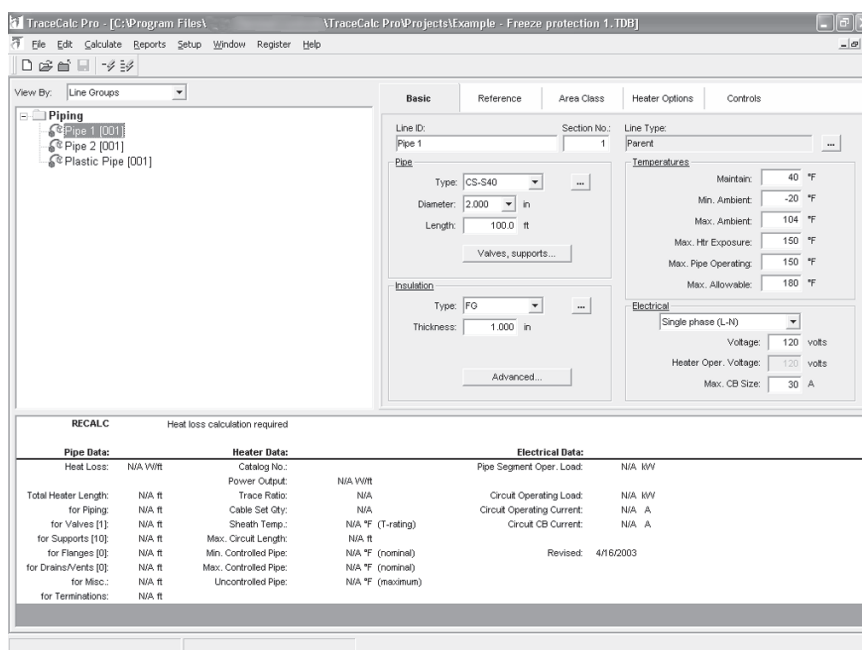 TraceCalc Pro - [C:\Program Files\ \TraceCalc Pro\Projects\Example - Freeze protection 1.TDB]
File Edit Calculate Reports Setup Window Register Help
View By: Line Groups
Piping
Pipe 1 [001]
Pipe 2 [001]
Plastic Pipe [001]
Basic Reference Area Class Heater Options Controls
Line ID: Section No.: Line Type:
Pipe 1 1 Parent ...
Pipe
Type: CS-S40 ...
Diameter: 2.000 in
Length: 100.0 ft
Valves, supports...
Insulation
Type: FG ...
Thickness: 1.000 in
Advanced...
Temperatures
Maintain: 40 °F
Min. Ambient: -20 °F
Max. Ambient: 104 °F
Max. Htr Exposure: 150 °F
Max. Pipe Operating: 150 °F
Max. Allowable: 180 °F
Electrical
Single phase (L-N)
Voltage: 120 volts
Heater Oper. Voltage: 120 volts
Max. CB Size: 30 A
RECALC Heat loss calculation required
Pipe Data: Heater Data: Electrical Data:
Heat Loss: N/A W/ft Catalog No.: Pipe Segment Oper. Load: N/A kW
Power Output: N/A W/ft
Total Heater Length: N/A ft Trace Ratio: N/A Circuit Operating Load: N/A kW
for Piping: N/A ft Cable Set Qty: N/A Circuit Operating Current: N/A A
for Valves [1]: N/A ft Sheath Temp.: N/A °F (T-rating) Circuit CB Current: N/A A
for Supports [10]: N/A ft Max. Circuit Length: N/A ft
for Flanges [0]: N/A ft Min. Controlled Pipe: N/A °F (nominal) Revised: 4/16/2003
for Drains/Vents [0]: N/A ft Max. Controlled Pipe: N/A °F (nominal)
for Misc.: N/A ft Uncontrolled Pipe: N/A °F (maximum)
for Terminations: N/A ft